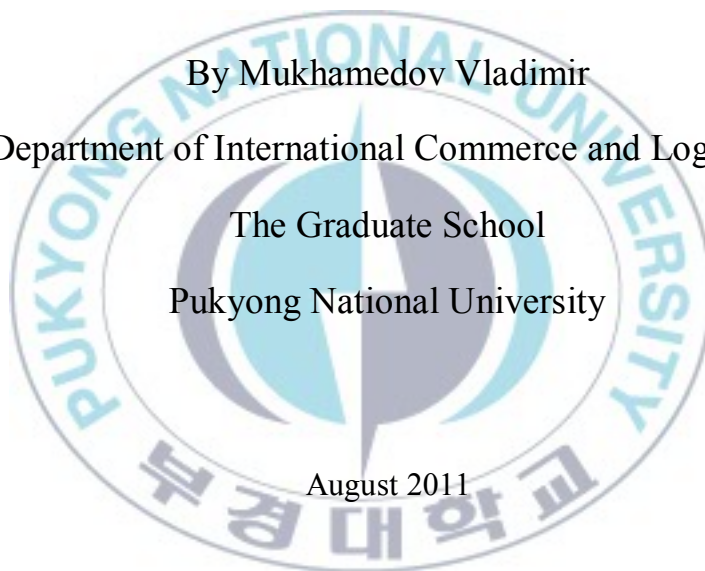 PUKYONG NATIONAL UNIVERSITY
By Mukhamedov Vladimir
Department of International Commerce and Log
The Graduate School
Pukyong National University
August 2011
부경대학교